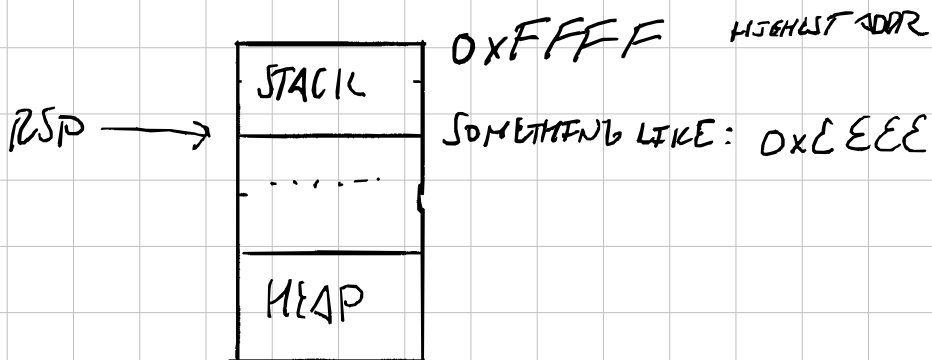 0xFFFF HIGHEST ADDR
STACK
RSP
SOMETHING LIKE: 0xEEEE
HEAP